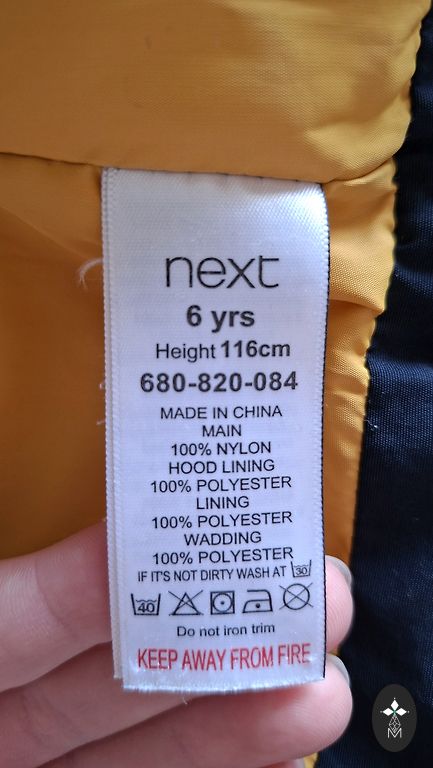 next
6 yrs
Height 116cm
680-820-084
MADE IN CHINA
MAIN
100% NYLON
HOOD LINING
100% POLYESTER
LINING
100% POLYESTER
WADDING
100% POLYESTER
IF IT'S NOT DIRTY WASH AT 30
40
Do not iron trim
KEEP AWAY FROM FIRE
M